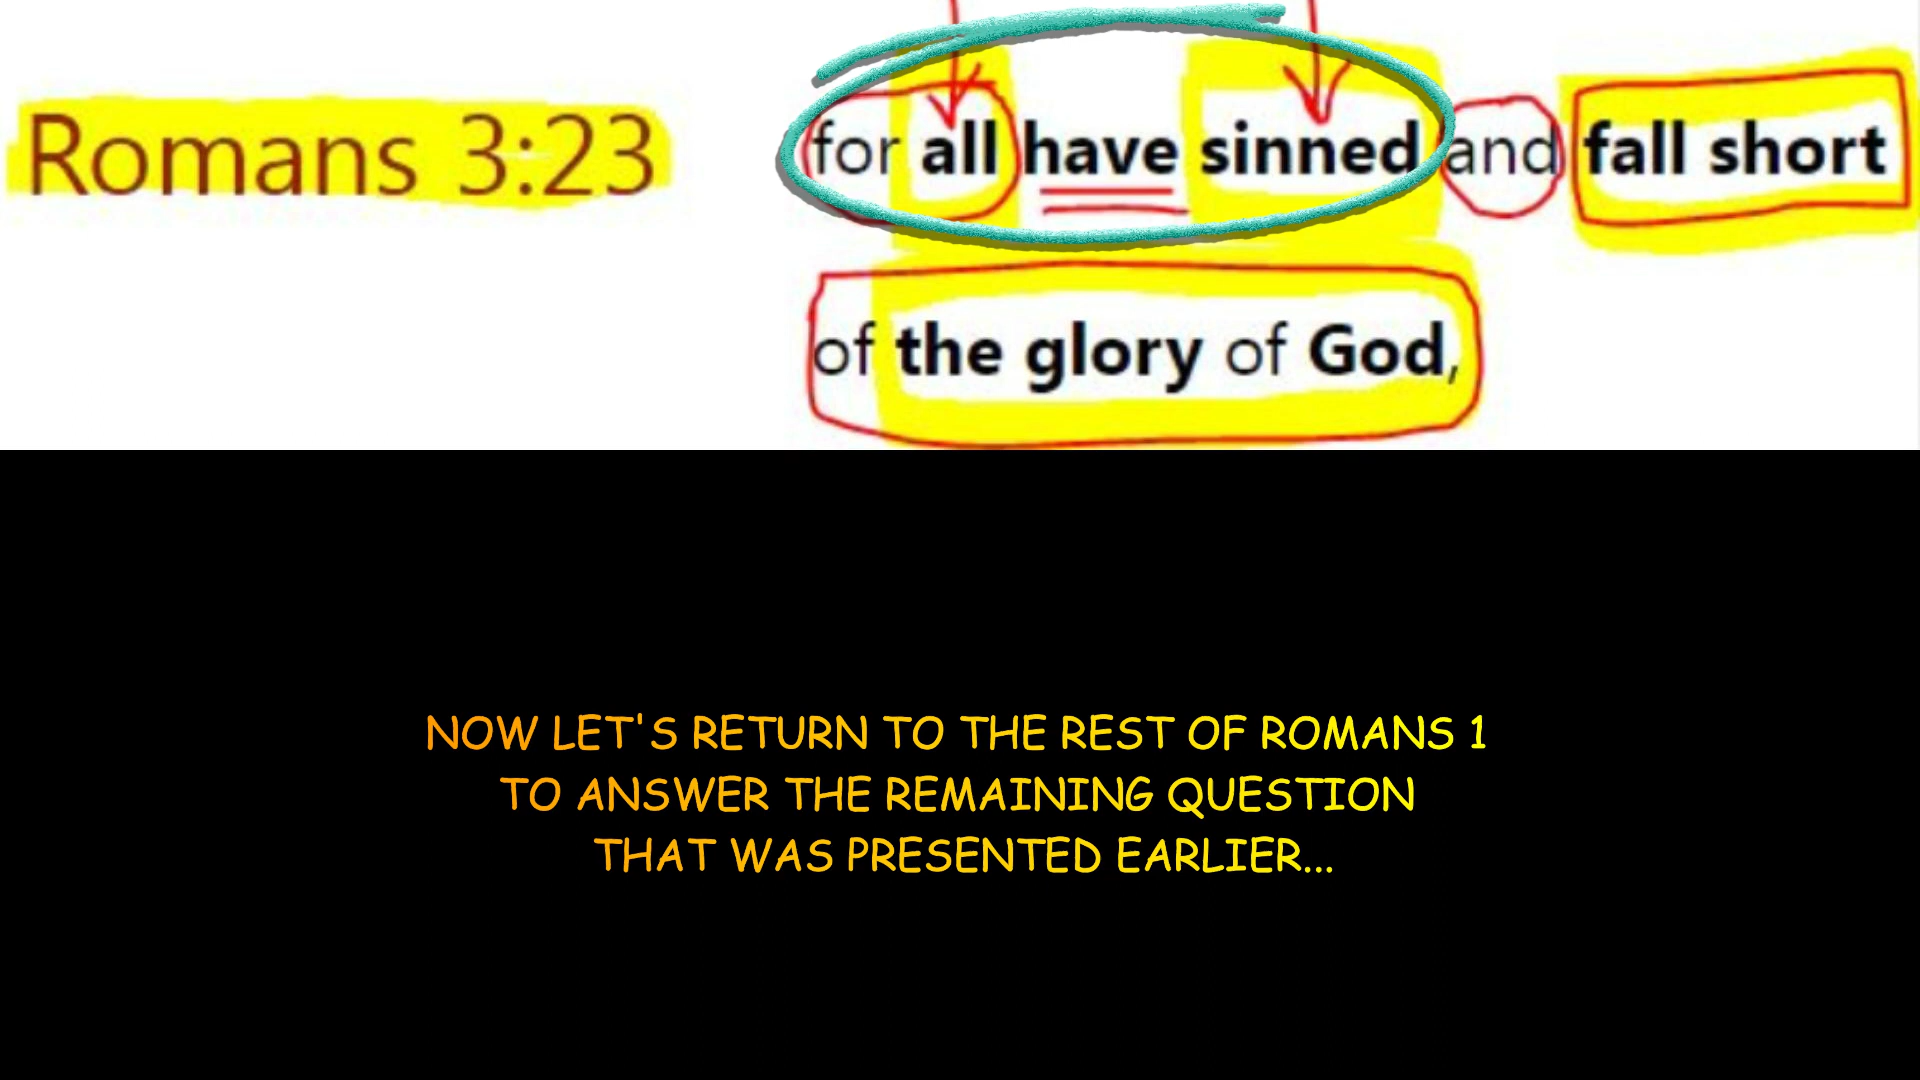 Romans 3:23
for all have sinned and fall short
of the glory of God,
NOW LET'S RETURN TO THE REST OF ROMANS 1
TO ANSWER THE REMAINING QUESTION
THAT WAS PRESENTED EARLIER...